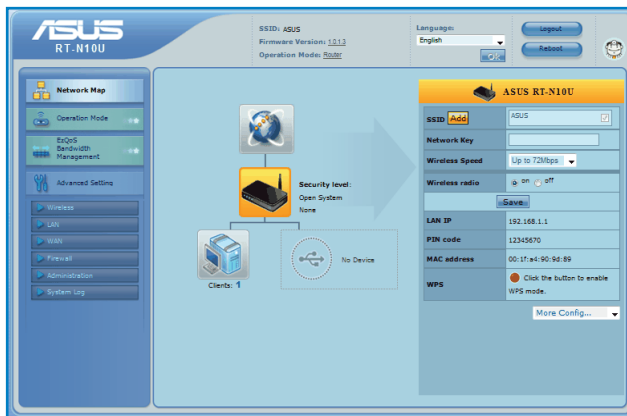 ASUS
RT-N10U
SSID: ASUS
Firmware Version: 1.0.1.3
Operation Mode: Router
Language:
English
OK
Logout
Reboot
Network Map
Operation Mode
EzQoS
Bandwidth
Management
Advanced Setting
Wireless
LAN
WAN
Firewall
Administration
System Log
Security level:
Open System
None
Clients: 1
No Device
ASUS RT-N10U
SSID Add ASUS
Network Key
Wireless Speed Up to 72Mbps
Wireless radio on off
Save
LAN IP 192.168.1.1
PIN code 12345670
MAC address 00:1f:a4:90:9d:89
WPS Click the button to enable
WPS mode.
More Config...